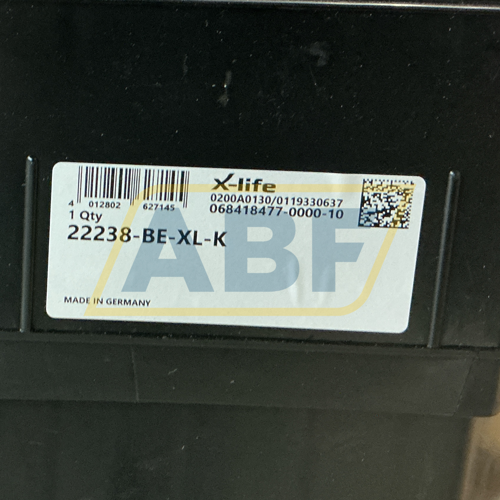 X-life
4 012802 627145
0200A0130/0119330637
1 Qty
068418477-0000-10
22238-BE-XL-K
ABF
MADE IN GERMANY